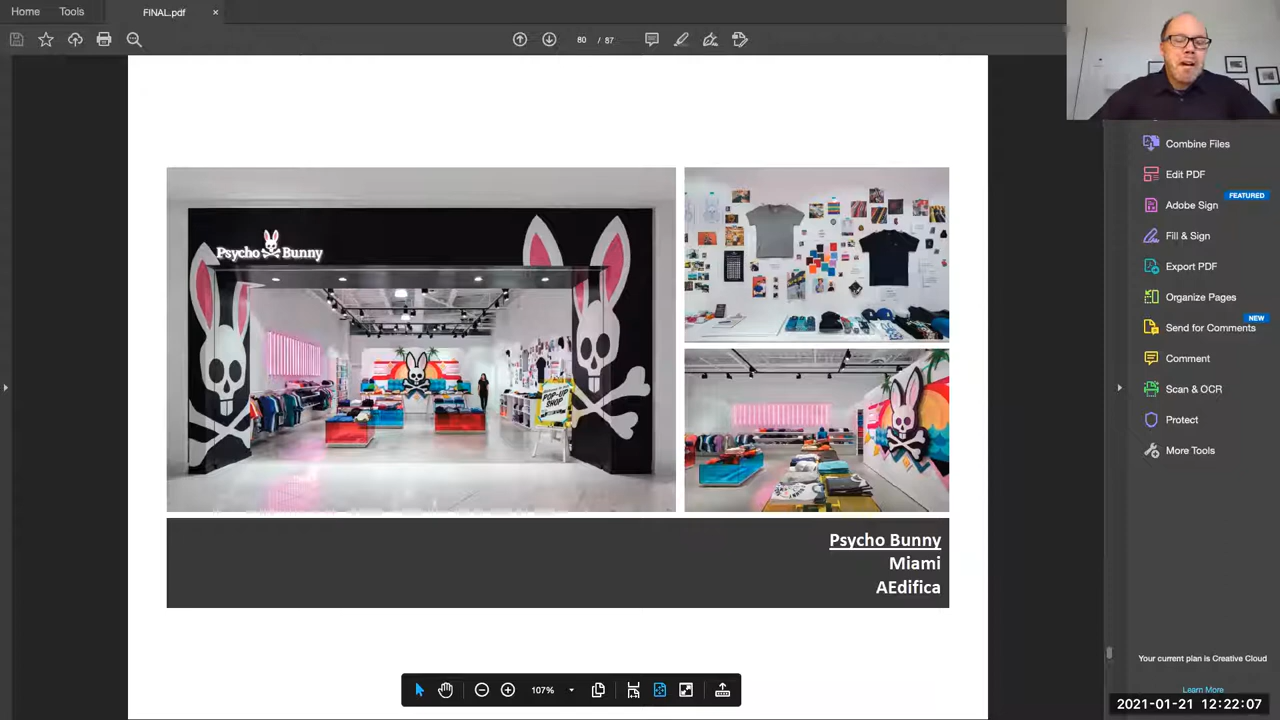 Home Tools FINAL.pdf ×
80 / 87
Combine Files
Edit PDF
FEATURED
Adobe Sign
Fill & Sign
Export PDF
Organize Pages
NEW
Send for Comments
Comment
Scan & OCR
Protect
More Tools
Psycho Bunny
POP-UP
SHOP
Psycho Bunny
Miami
AEdifica
107%
Your current plan is Creative Cloud
Learn More
2021-01-21 12:22:07